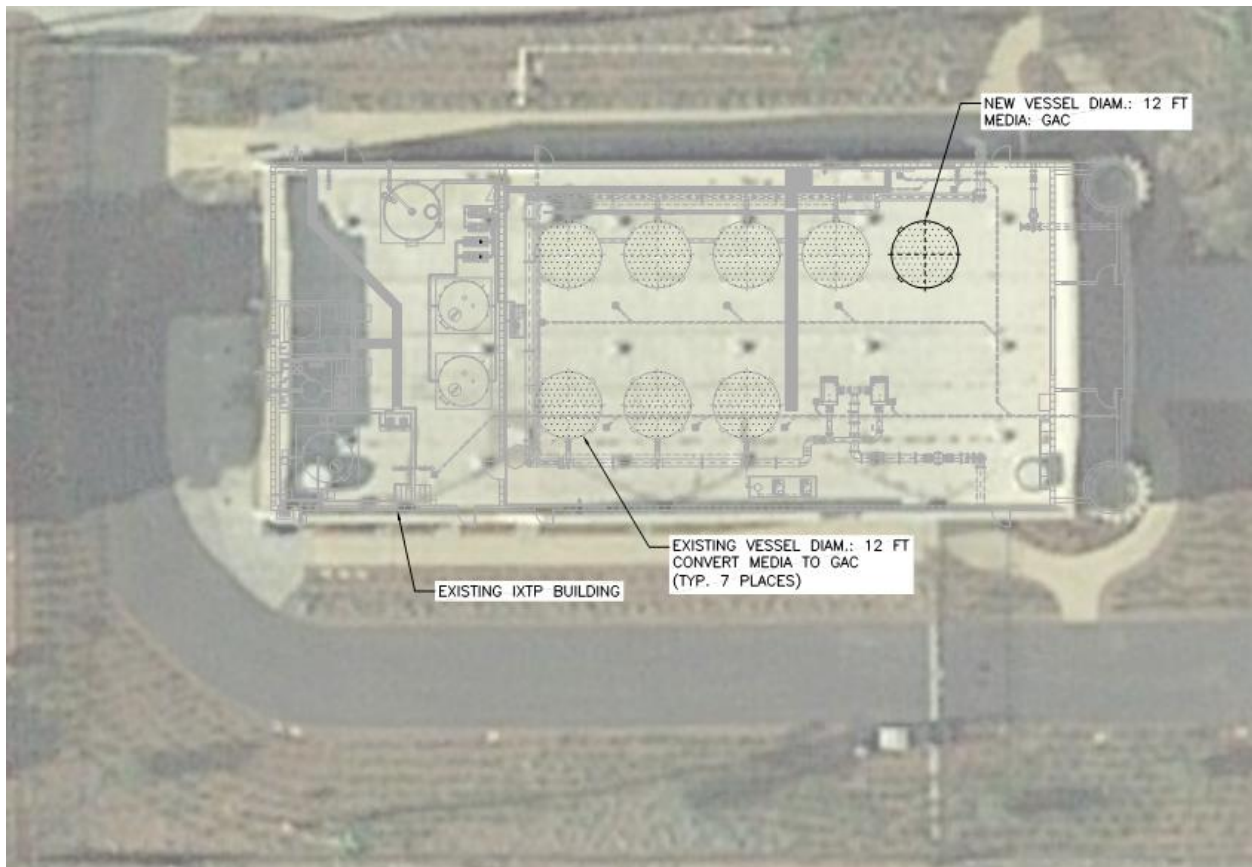 NEW VESSEL DIAM.: 12 FT
MEDIA: GAC
EXISTING VESSEL DIAM.: 12 FT
CONVERT MEDIA TO GAC
(TYP. 7 PLACES)
EXISTING IXTP BUILDING